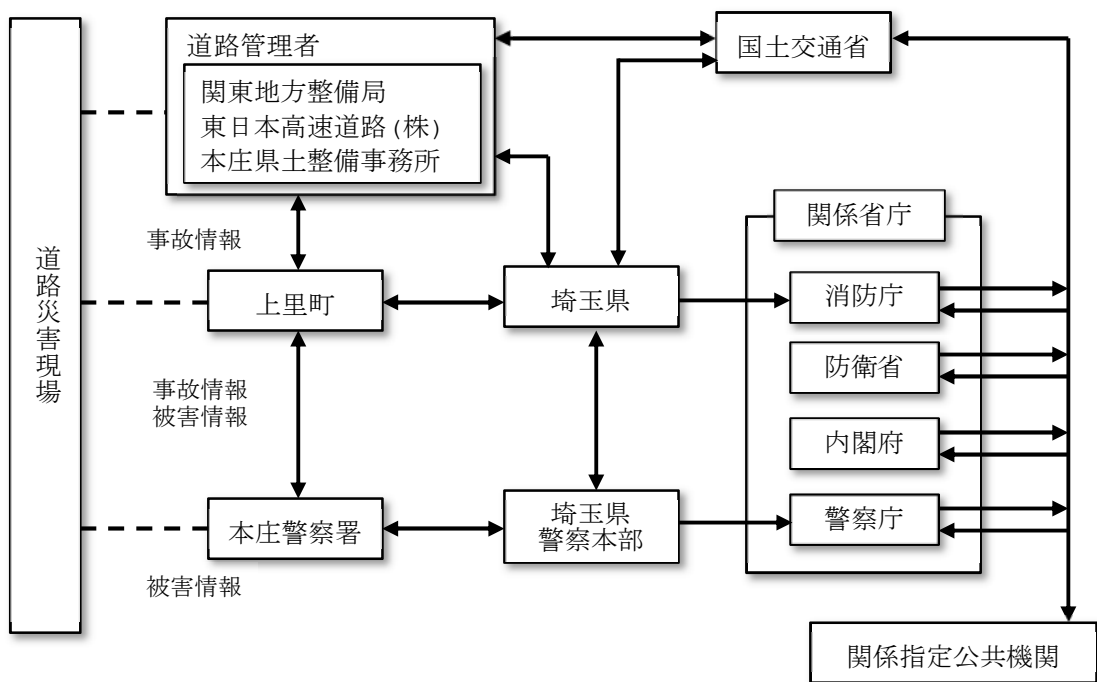 道路管理者
関東地方整備局
東日本高速道路(株)
本庄県土整備事務所
国土交通省
道路災害現場
事故情報
上里町
埼玉県
関係省庁
消防庁
防衛省
内閣府
警察庁
事故情報
被害情報
本庄警察署
埼玉県
警察本部
被害情報
関係指定公共機関